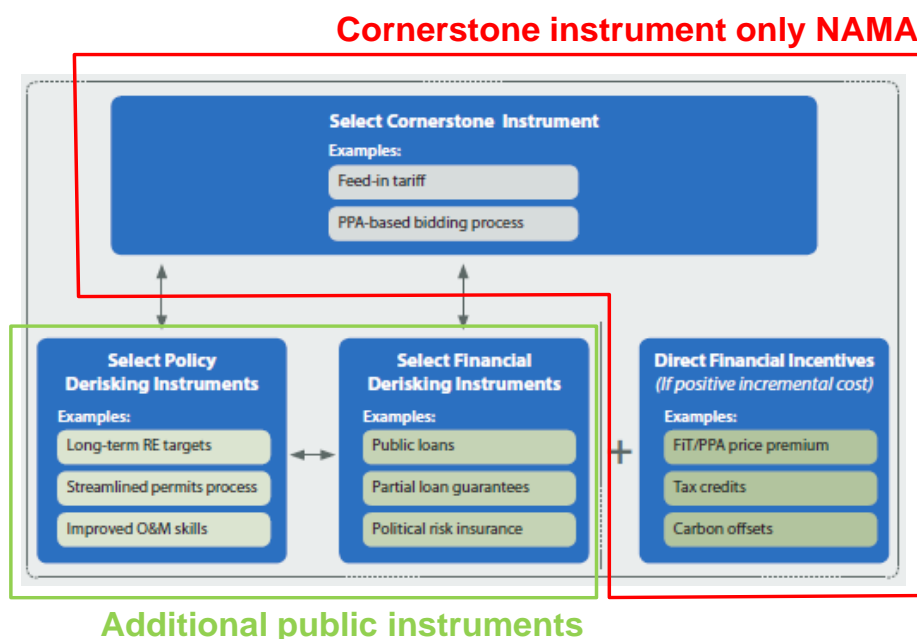 Cornerstone instrument only NAMA
Select Cornerstone Instrument
Examples:
Feed-in tariff
PPA-based bidding process
Select Policy
Derisking Instruments
Examples:
Long-term RE targets
Streamlined permits process
Improved O&M skills
Select Financial
Derisking Instruments
Examples:
Public loans
Partial loan guarantees
Political risk insurance
+
Direct Financial Incentives
(If positive incremental cost)
Examples:
FiT/PPA price premium
Tax credits
Carbon offsets
Additional public instruments